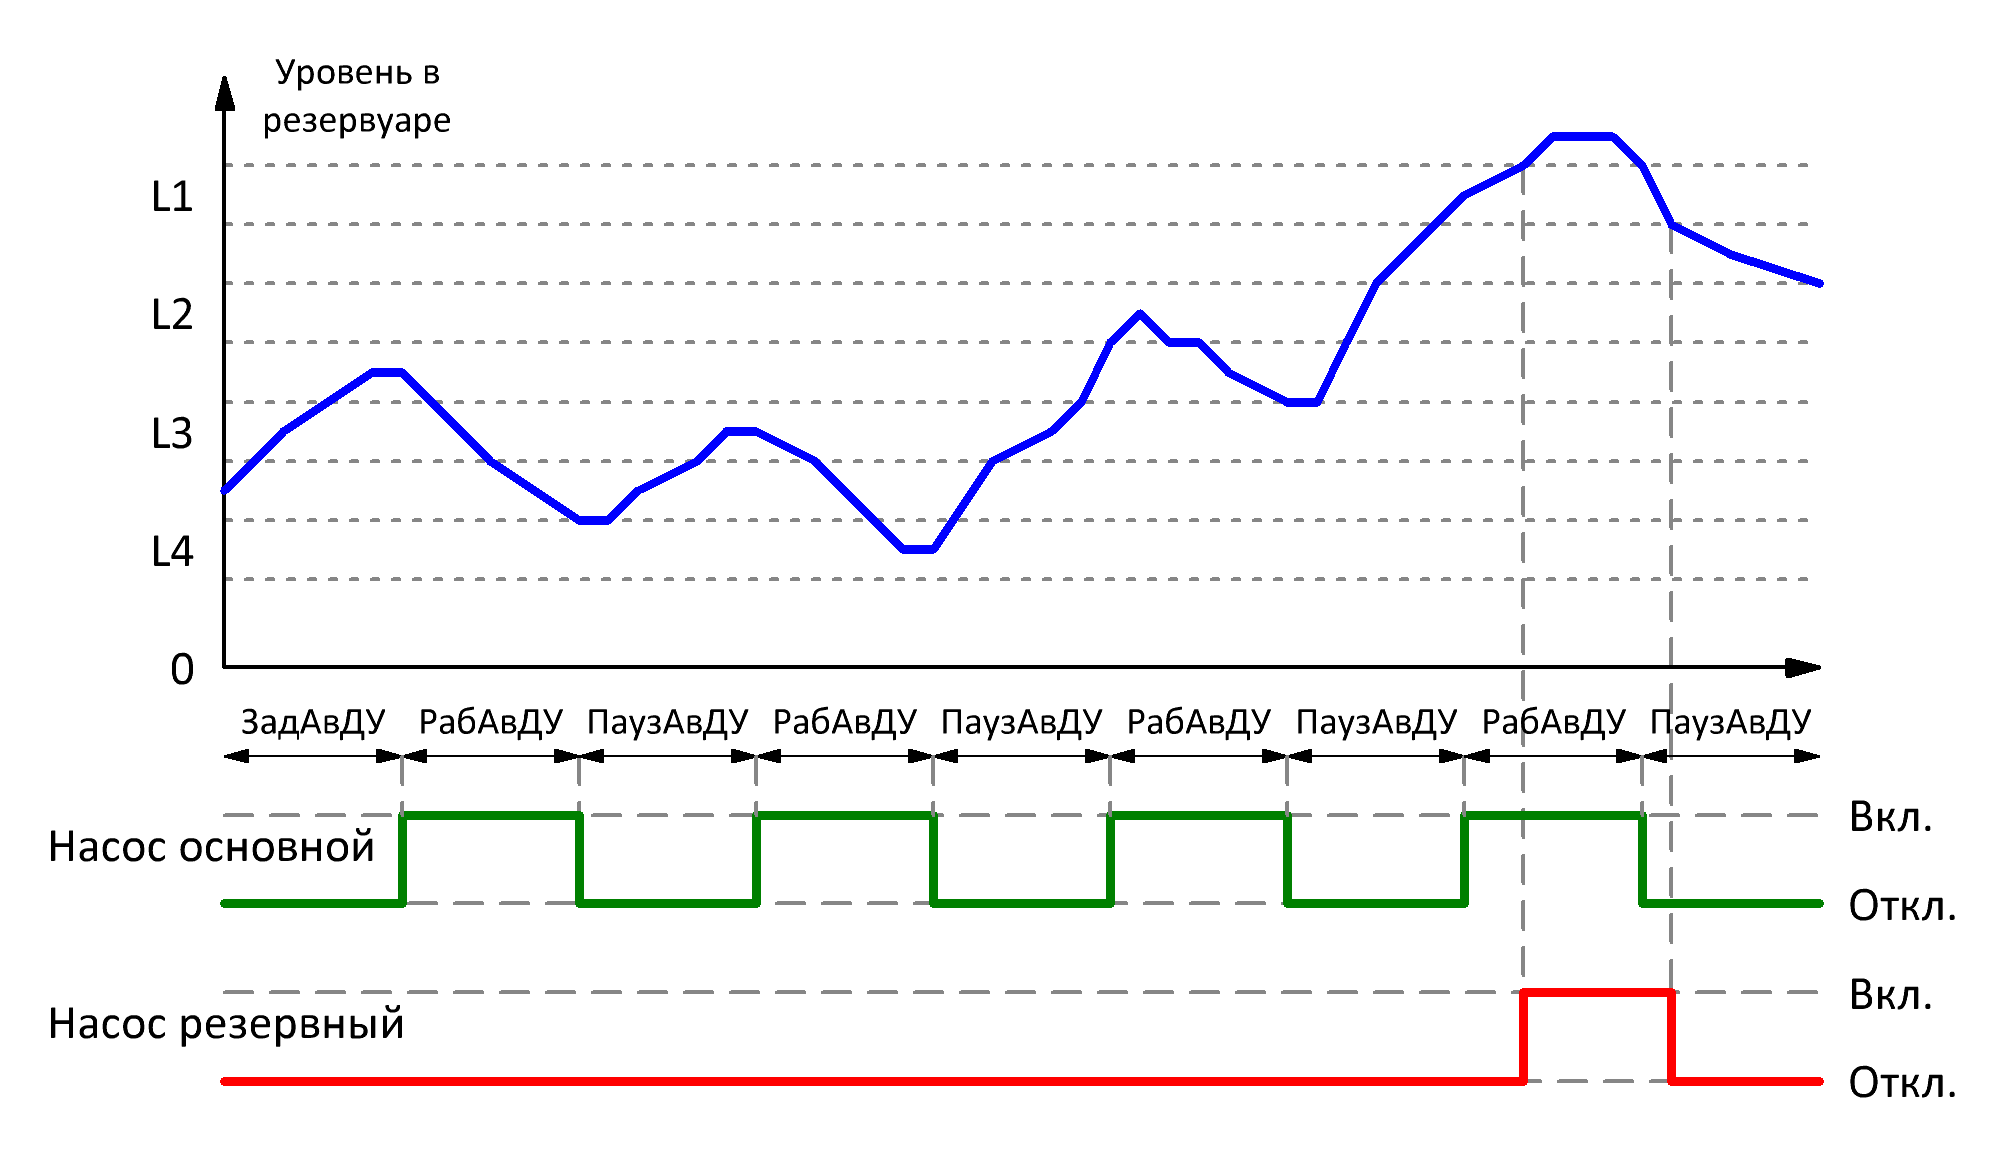 Уровень в
резервуаре
L1
L2
L3
L4
0
ЗадАвДУ РабАвДУ ПаузАвДУ РабАвДУ ПаузАвДУ РабАвДУ ПаузАвДУ РабАвДУ ПаузАвДУ
Вкл.
Насос основной
Откл.
Вкл.
Насос резервный
Откл.